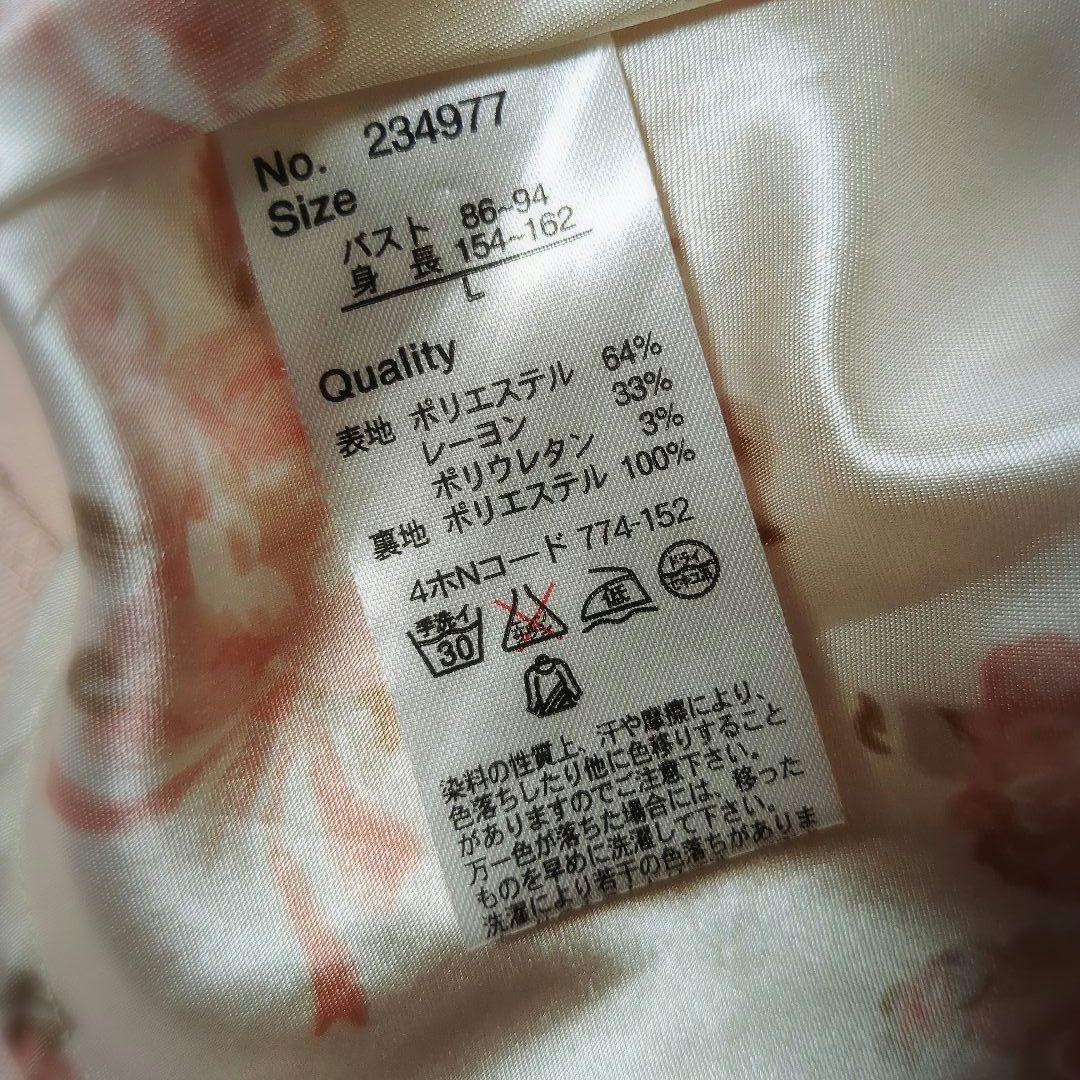 No. 234977
Size
バスト 86~94
身 長 154~162
L
Quality
表地 ポリエステル 64%
レーヨン 33%
ポリウレタン 3%
裏地 ポリエステル 100%
4ホNコード 774-152
手洗イ
30
エンソ
低
ドライ
セキユ系
染料の性質上、汗や摩擦により、
色落ちしたり他に色移りすること
がありますのでご注意下さい。
万一色が落ちた場合には、移った
ものを早めに洗濯して下さい。
洗濯により若干の色落ちがありま